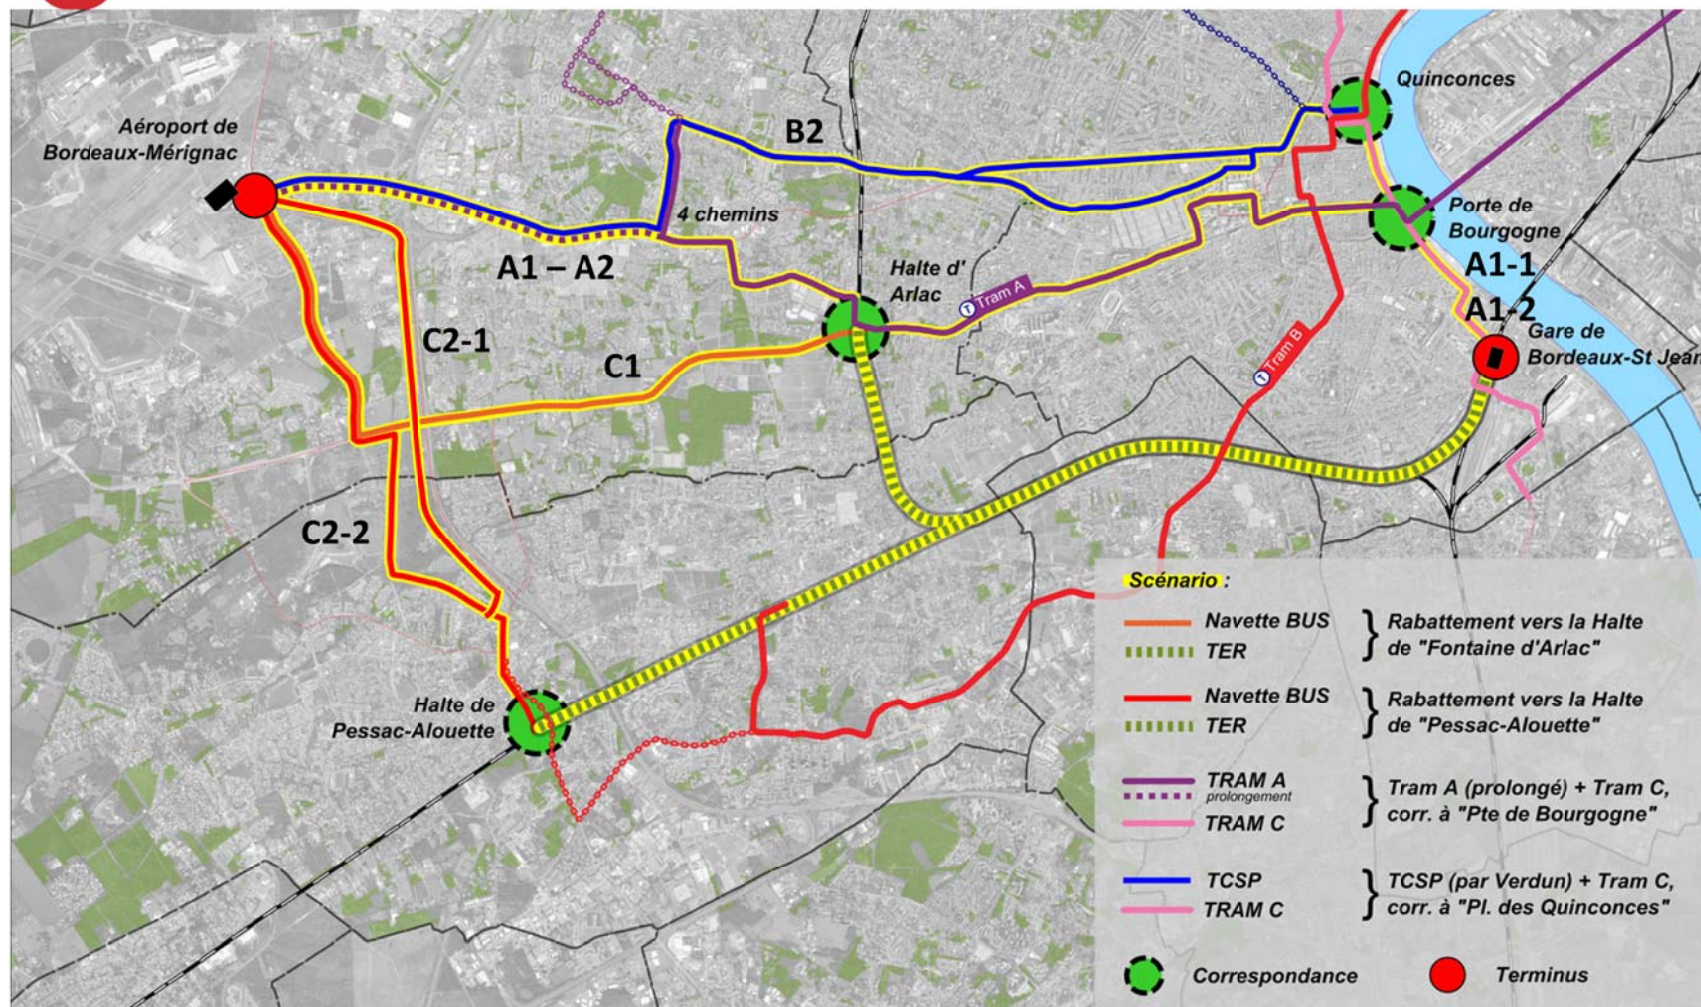 Quinconces
Aéroport de
Bordeaux-Mérignac
B2
4 chemins
Porte de
Bourgogne
A1 – A2
Halte d'
Arlac
A1-1
Tram A
A1-2
C2-1
Gare de
Bordeaux-St Jean
C1
Tram B
C2-2
Halte de
Pessac-Alouette
Scénario :
Navette BUS
TER
Rabattement vers la Halte
de "Fontaine d'Arlac"
Navette BUS
TER
Rabattement vers la Halte
de "Pessac-Alouette"
TRAM A
prolongement
TRAM C
Tram A (prolongé) + Tram C,
corr. à "Pte de Bourgogne"
TCSP
TRAM C
TCSP (par Verdun) + Tram C,
corr. à "Pl. des Quinconces"
Correspondance
Terminus